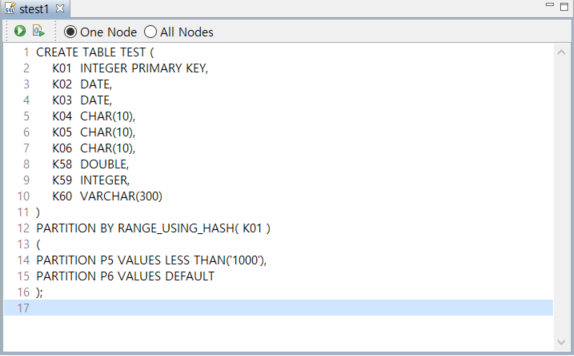 stest1
One Node All Nodes
1 CREATE TABLE TEST (
2 K01 INTEGER PRIMARY KEY,
3 K02 DATE,
4 K03 DATE,
5 K04 CHAR(10),
6 K05 CHAR(10),
7 K06 CHAR(10),
8 K58 DOUBLE,
9 K59 INTEGER,
10 K60 VARCHAR(300)
11 )
12 PARTITION BY RANGE_USING_HASH( K01 )
13 (
14 PARTITION P5 VALUES LESS THAN('1000'),
15 PARTITION P6 VALUES DEFAULT
16 );
17